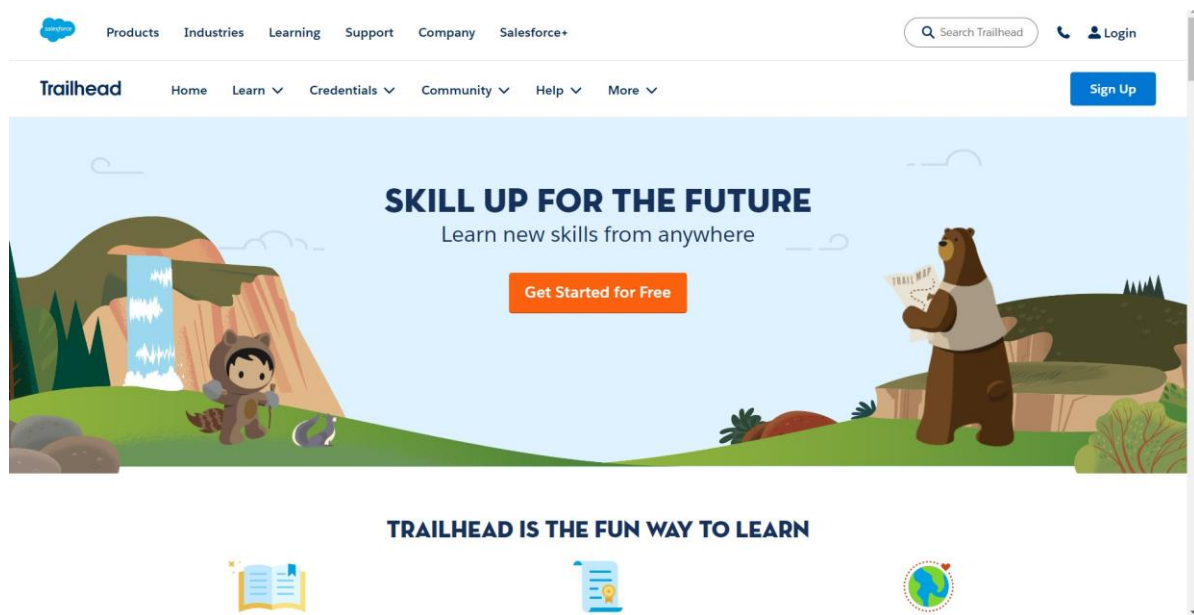 salesforce
Products Industries Learning Support Company Salesforce+
Search Trailhead
Login
Trailhead
Home Learn Credentials Community Help More
Sign Up
SKILL UP FOR THE FUTURE
Learn new skills from anywhere
Get Started for Free
TRAIL MAP
TRAILHEAD IS THE FUN WAY TO LEARN